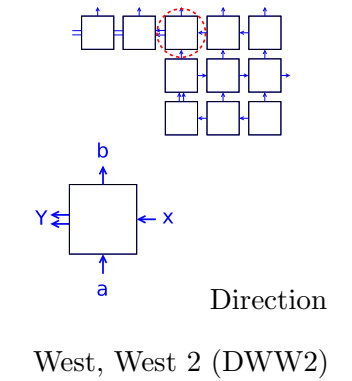 b
Y x
a
Direction
West, West 2 (DWW2)